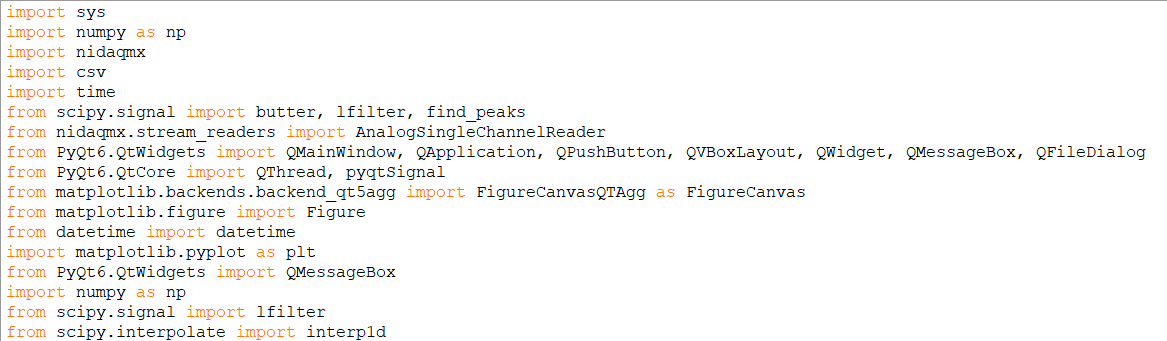 import sys
import numpy as np
import nidaqmx
import csv
import time
from scipy.signal import butter, lfilter, find_peaks
from nidaqmx.stream_readers import AnalogSingleChannelReader
from PyQt6.QtWidgets import QMainWindow, QApplication, QPushButton, QVBoxLayout, QWidget, QMessageBox, QFileDialog
from PyQt6.QtCore import QThread, pyqtSignal
from matplotlib.backends.backend_qt5agg import FigureCanvasQTAgg as FigureCanvas
from matplotlib.figure import Figure
from datetime import datetime
import matplotlib.pyplot as plt
from PyQt6.QtWidgets import QMessageBox
import numpy as np
from scipy.signal import lfilter
from scipy.interpolate import interp1d